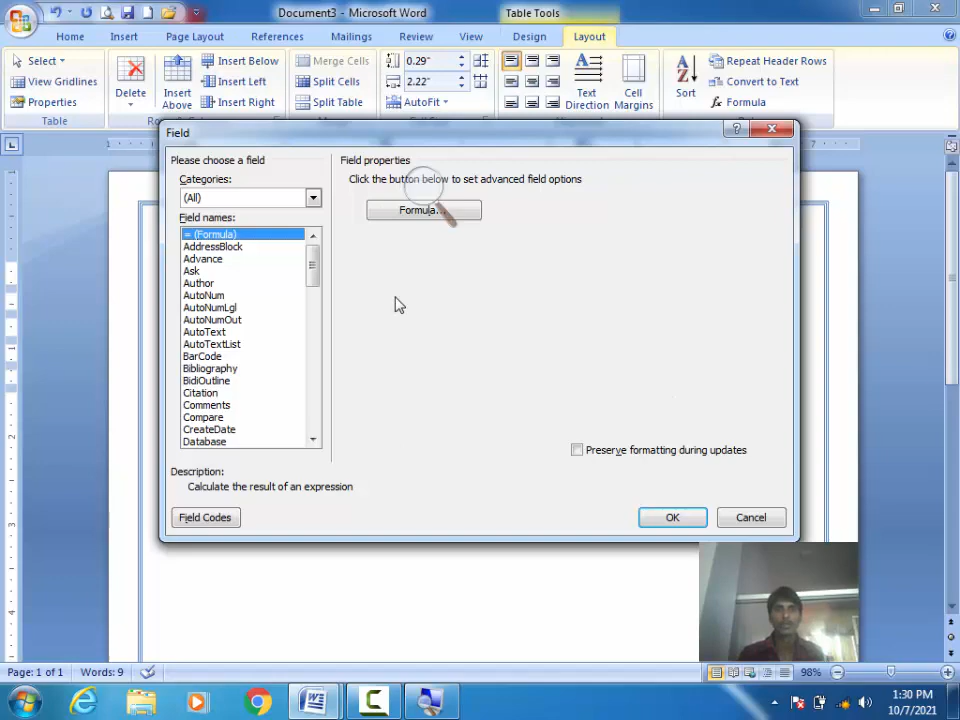 Document3 - Microsoft Word
Table Tools
Home
Insert
Page Layout
References
Mailings
Review
View
Design
Layout
Select
View Gridlines
Properties
Table
Delete
Insert
Above
Insert Below
Insert Left
Insert Right
Merge Cells
Split Cells
Split Table
0.29"
2.22"
AutoFit
Text
Direction
Cell
Margins
Sort
Repeat Header Rows
Convert to Text
Formula
Data
Field
Please choose a field
Categories:
(All)
Field names:
= (Formula)
AddressBlock
Advance
Ask
Author
AutoNum
AutoNumLgl
AutoNumOut
AutoText
AutoTextList
BarCode
Bibliography
BidiOutline
Citation
Comments
Compare
CreateDate
Database
Field properties
Click the button below to set advanced field options
Formula...
Preserve formatting during updates
Description:
Calculate the result of an expression
Field Codes
OK
Cancel
Page: 1 of 1
Words: 9
98%
1:30 PM
10/7/2021